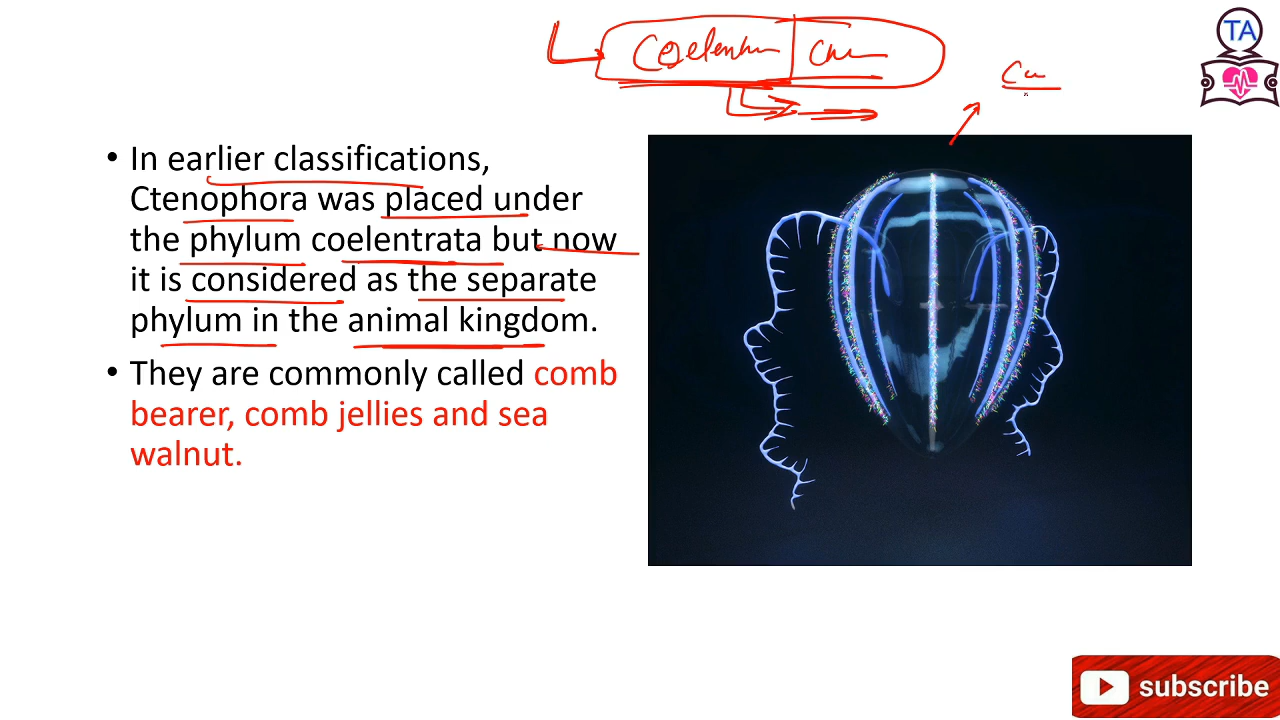 TA
• In earlier classifications,
Ctenophora was placed under
the phylum coelentrata but now
it is considered as the separate
phylum in the animal kingdom.
• They are commonly called comb
bearer, comb jellies and sea
walnut.
subscribe